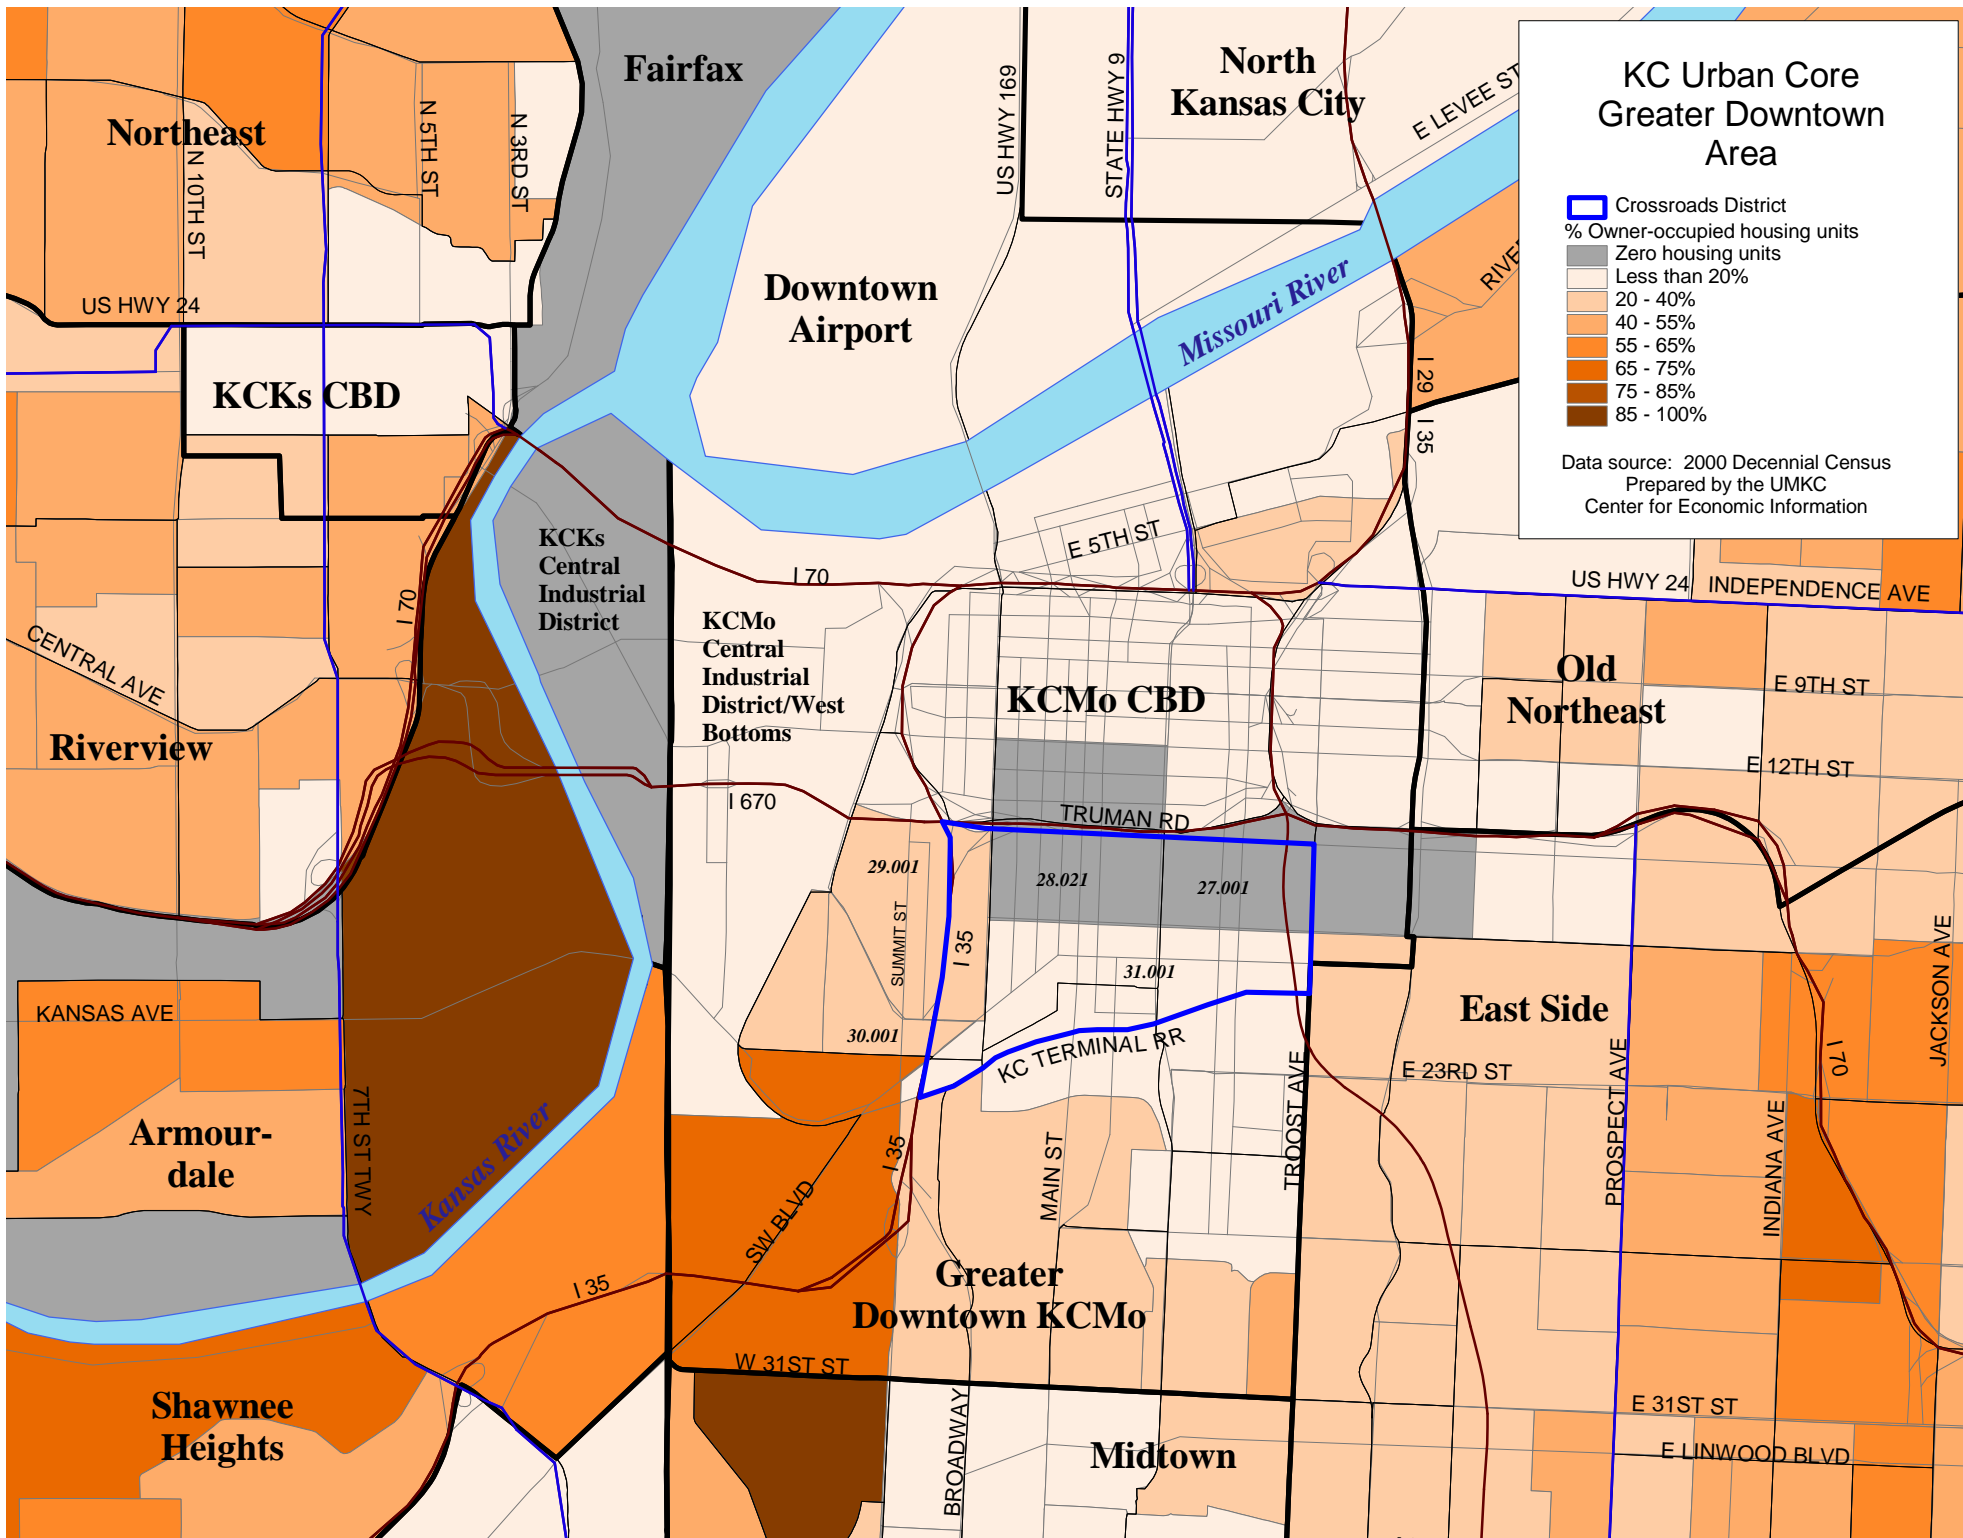 KC Urban Core
Greater Downtown
Area
Crossroads District
% Owner-occupied housing units
Zero housing units
Less than 20%
20 - 40%
40 - 55%
55 - 65%
65 - 75%
75 - 85%
85 - 100%
Data source: 2000 Decennial Census
Prepared by the UMKC
Center for Economic Information
Fairfax
North
Kansas City
Northeast
N 10TH ST
N 5TH ST
N 3RD ST
US HWY 169
STATE HWY 9
E LEVEE ST
US HWY 24
Downtown
Airport
Missouri River
I 29
I 35
KCKs CBD
KCKs
Central
Industrial
District
E 5TH ST
I 70
I 70
US HWY 24
INDEPENDENCE AVE
KCMo
Central
Industrial
District/West
Bottoms
CENTRAL AVE
Riverview
KCMo CBD
Old
Northeast
E 9TH ST
E 12TH ST
I 670
TRUMAN RD
29.001
28.021
27.001
SUMMIT ST
I 35
31.001
30.001
KC TERMINAL RR
East Side
E 23RD ST
TROOST AVE
PROSPECT AVE
INDIANA AVE
I 70
JACKSON AVE
KANSAS AVE
Armour-
dale
7TH ST TWY
Kansas River
I 35
MAIN ST
SW BLVD
I 35
Greater
Downtown KCMo
W 31ST ST
BROADWAY
Midtown
E 31ST ST
E LINWOOD BLVD
Shawnee
Heights